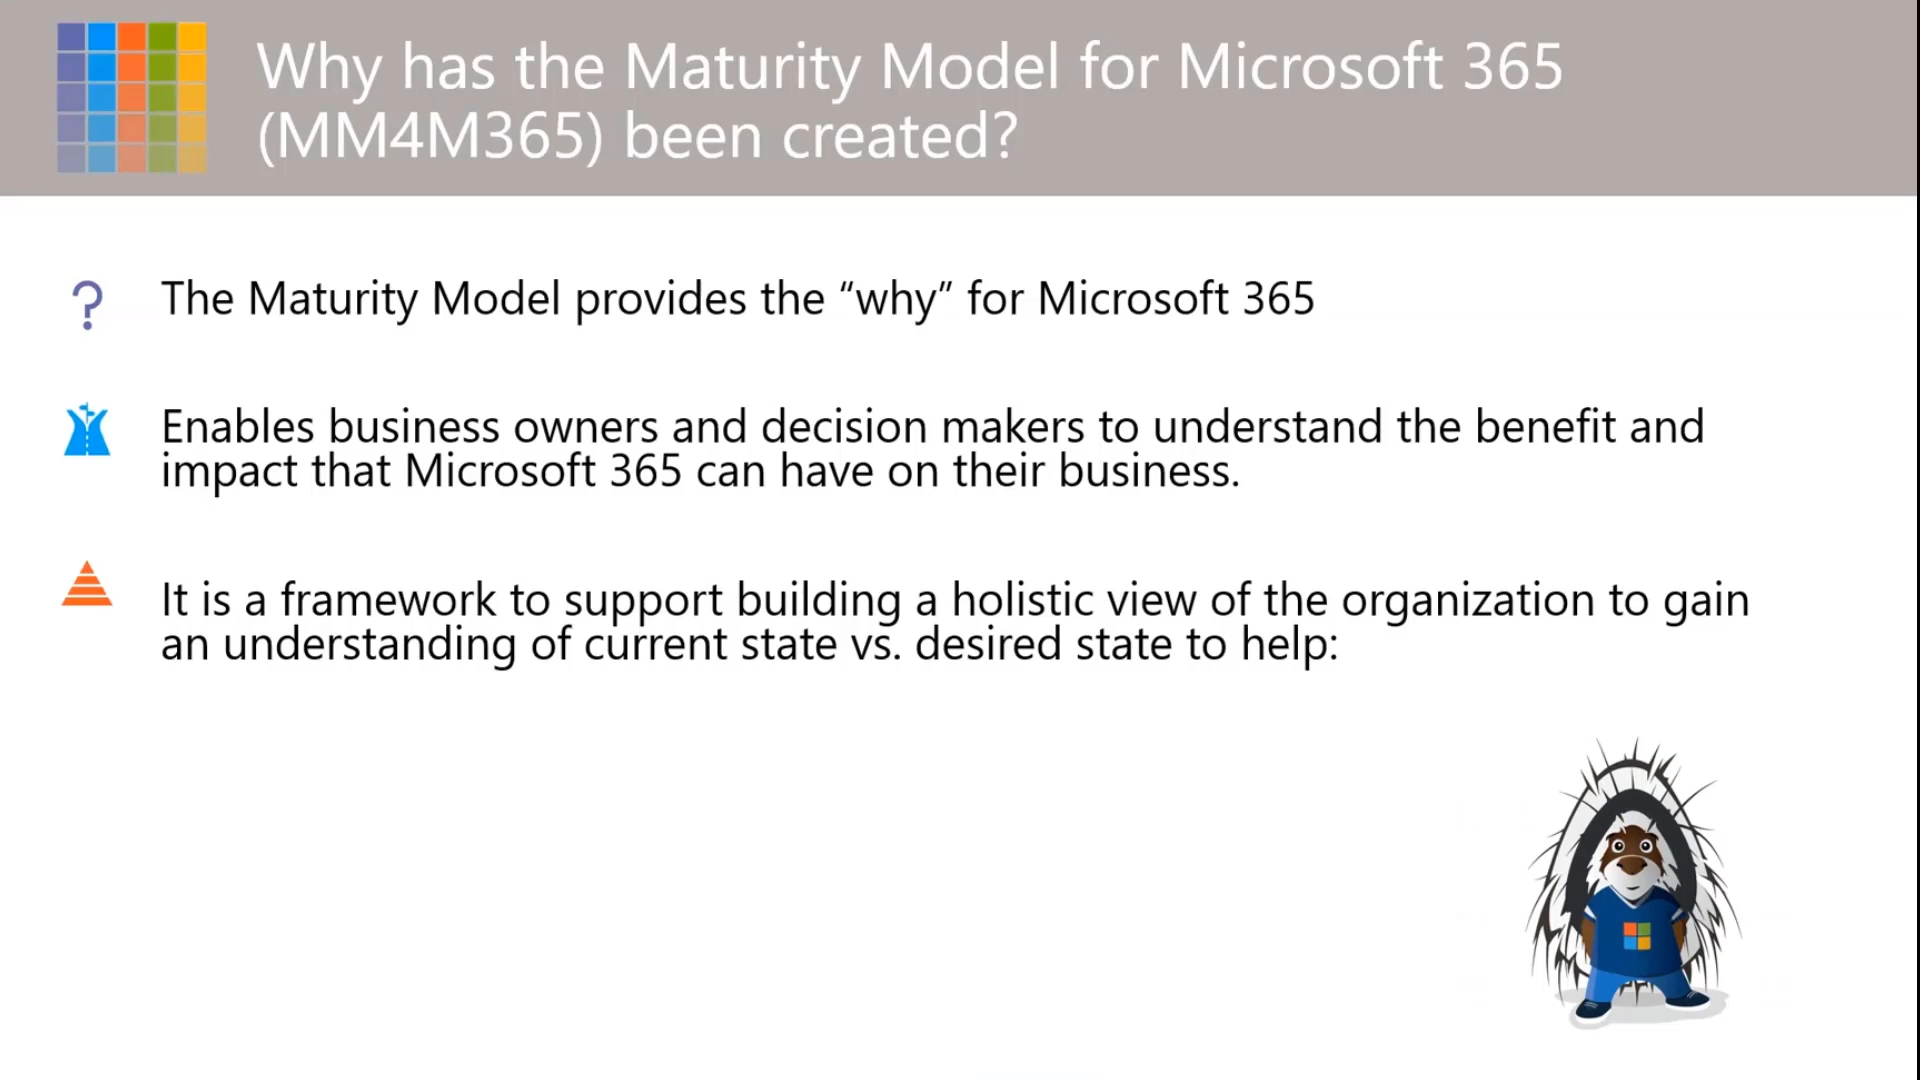 Why has the Maturity Model for Microsoft 365
(MM4M365) been created?
The Maturity Model provides the “why” for Microsoft 365
Enables business owners and decision makers to understand the benefit and
impact that Microsoft 365 can have on their business.
It is a framework to support building a holistic view of the organization to gain
an understanding of current state vs. desired state to help: